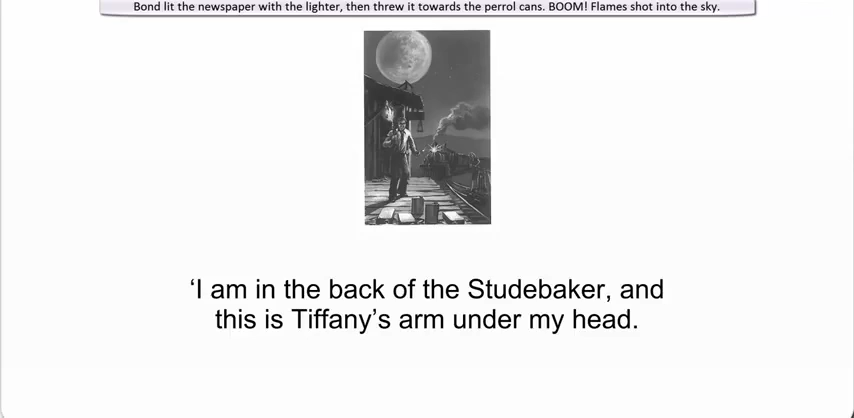 Bond lit the newspaper with the lighter, then threw it towards the perrol cans. BOOM! Flames shot into the sky.
‘I am in the back of the Studebaker, and
this is Tiffany’s arm under my head.